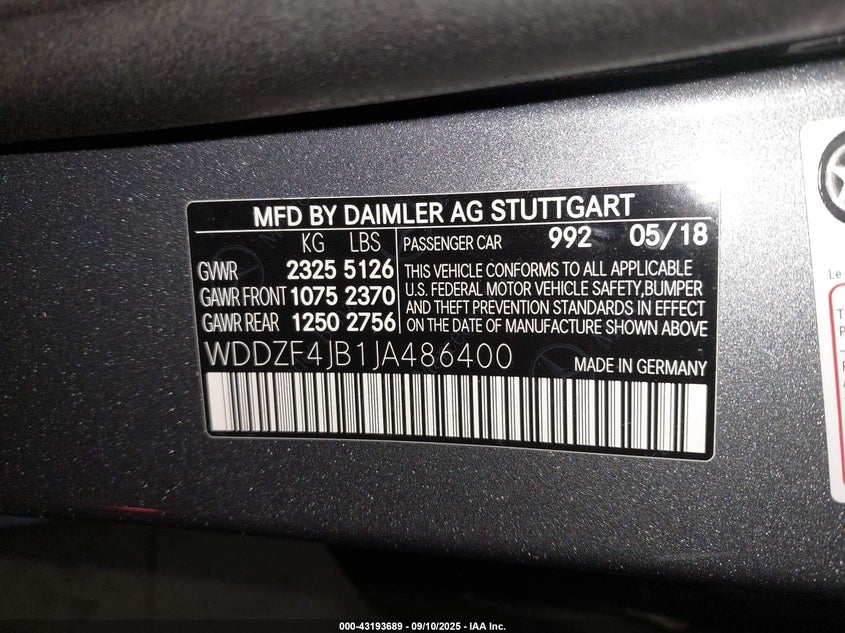 MFD BY DAIMLER AG STUTTGART
KG LBS
GVWR 2325 5126
GAWR FRONT 1075 2370
GAWR REAR 1250 2756
PASSENGER CAR 992 05/18
THIS VEHICLE CONFORMS TO ALL APPLICABLE
U.S. FEDERAL MOTOR VEHICLE SAFETY,BUMPER
AND THEFT PREVENTION STANDARDS IN EFFECT
ON THE DATE OF MANUFACTURE SHOWN ABOVE
WDDZF4JB1JA486400
MADE IN GERMANY
Le
000-43193689 - 09/10/2025 - IAA Inc.